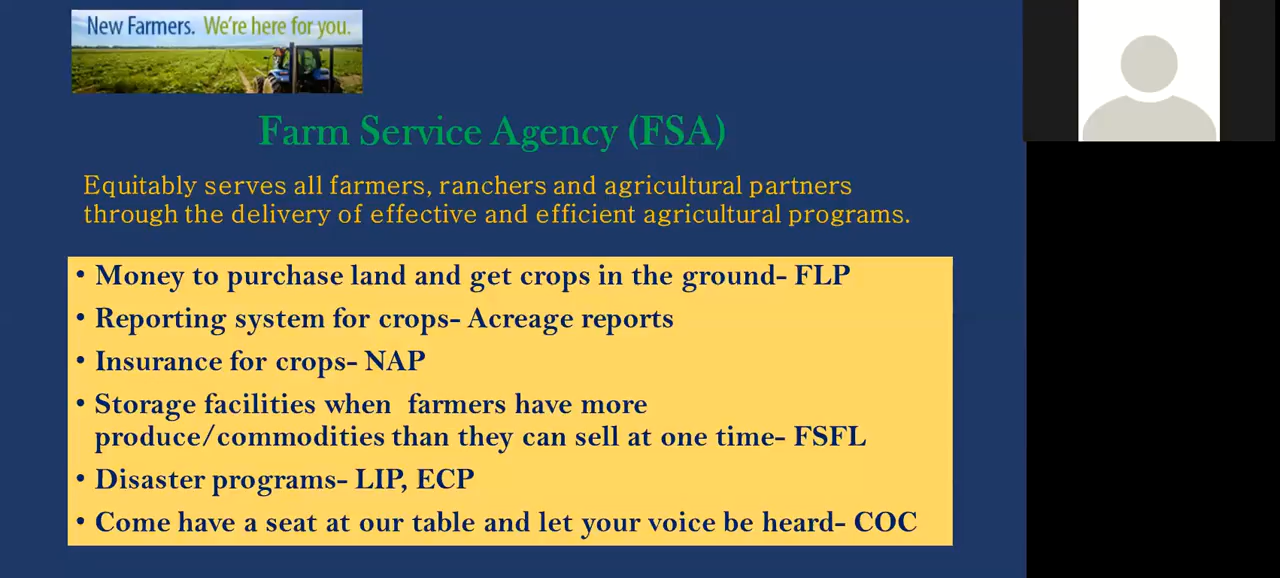 New Farmers. We're here for you.
Farm Service Agency (FSA)
Equitably serves all farmers, ranchers and agricultural partners
through the delivery of effective and efficient agricultural programs.
• Money to purchase land and get crops in the ground- FLP
• Reporting system for crops- Acreage reports
• Insurance for crops- NAP
• Storage facilities when  farmers have more
produce/commodities than they can sell at one time- FSFL
• Disaster programs- LIP, ECP
• Come have a seat at our table and let your voice be heard- COC